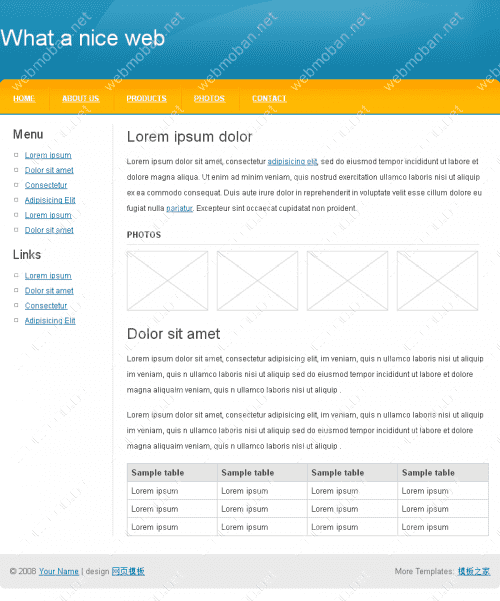 What a nice web
HOME ABOUT US PRODUCTS PHOTOS CONTACT
Menu
Lorem ipsum
Dolor sit amet
Consectetur
Adipisicing Elit
Lorem ipsum
Dolor sit amet
Links
Lorem ipsum
Dolor sit amet
Consectetur
Adipisicing Elit
Lorem ipsum dolor
Lorem ipsum dolor sit amet, consectetur adipisicing elit, sed do eiusmod tempor incididunt ut labore et
dolore magna aliqua. Ut enim ad minim veniam, quis nostrud exercitation ullamco laboris nisi ut aliquip
ex ea commodo consequat. Duis aute irure dolor in reprehenderit in voluptate velit esse cillum dolore eu
fugiat nulla pariatur. Excepteur sint occaecat cupidatat non proident.
PHOTOS
Dolor sit amet
Lorem ipsum dolor sit amet, consectetur adipisicing elit, im veniam, quis n ullamco laboris nisi ut aliquip
im veniam, quis n ullamco laboris nisi ut aliquip sed do eiusmod tempor incididunt ut labore et dolore
magna aliquaim veniam, quis n ullamco laboris nisi ut aliquip .
Lorem ipsum dolor sit amet, consectetur adipisicing elit, im veniam, quis n ullamco laboris nisi ut aliquip
im veniam, quis n ullamco laboris nisi ut aliquip sed do eiusmod tempor incididunt ut labore et dolore
magna aliquaim veniam, quis n ullamco laboris nisi ut aliquip .
Sample table Sample table Sample table Sample table
Lorem ipsum Lorem ipsum Lorem ipsum Lorem ipsum
Lorem ipsum Lorem ipsum Lorem ipsum Lorem ipsum
Lorem ipsum Lorem ipsum Lorem ipsum Lorem ipsum
© 2008 Your Name | design 网页模板
More Templates: 模板之家
webmoban.net webmoban.net webmoban.net webmoban.net webmoban.net